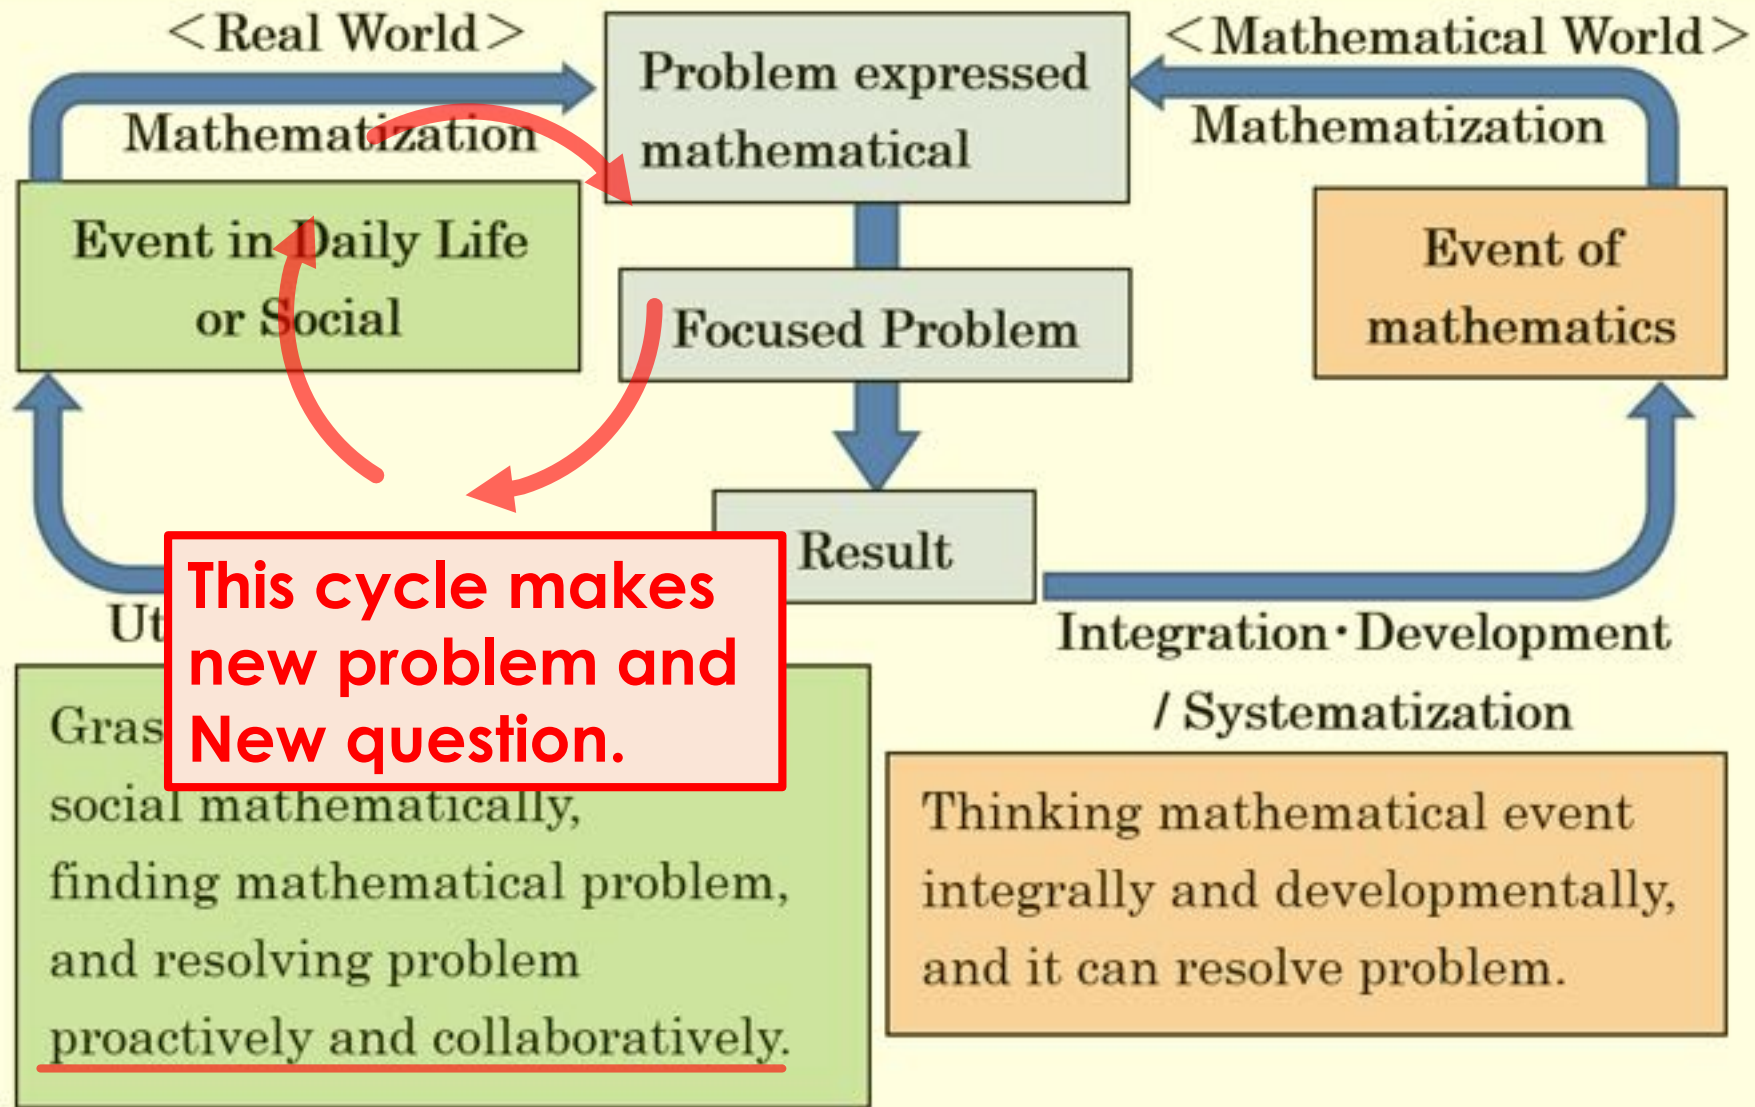 <Real World>
Mathematization
Problem expressed
mathematical
<Mathematical World>
Mathematization
Event in Daily Life
or Social
Focused Problem
Event of
mathematics
Result
This cycle makes
new problem and
New question.
Integration・Development
/ Systematization
social mathematically,
finding mathematical problem,
and resolving problem
proactively and collaboratively.
Thinking mathematical event
integrally and developmentally,
and it can resolve problem.